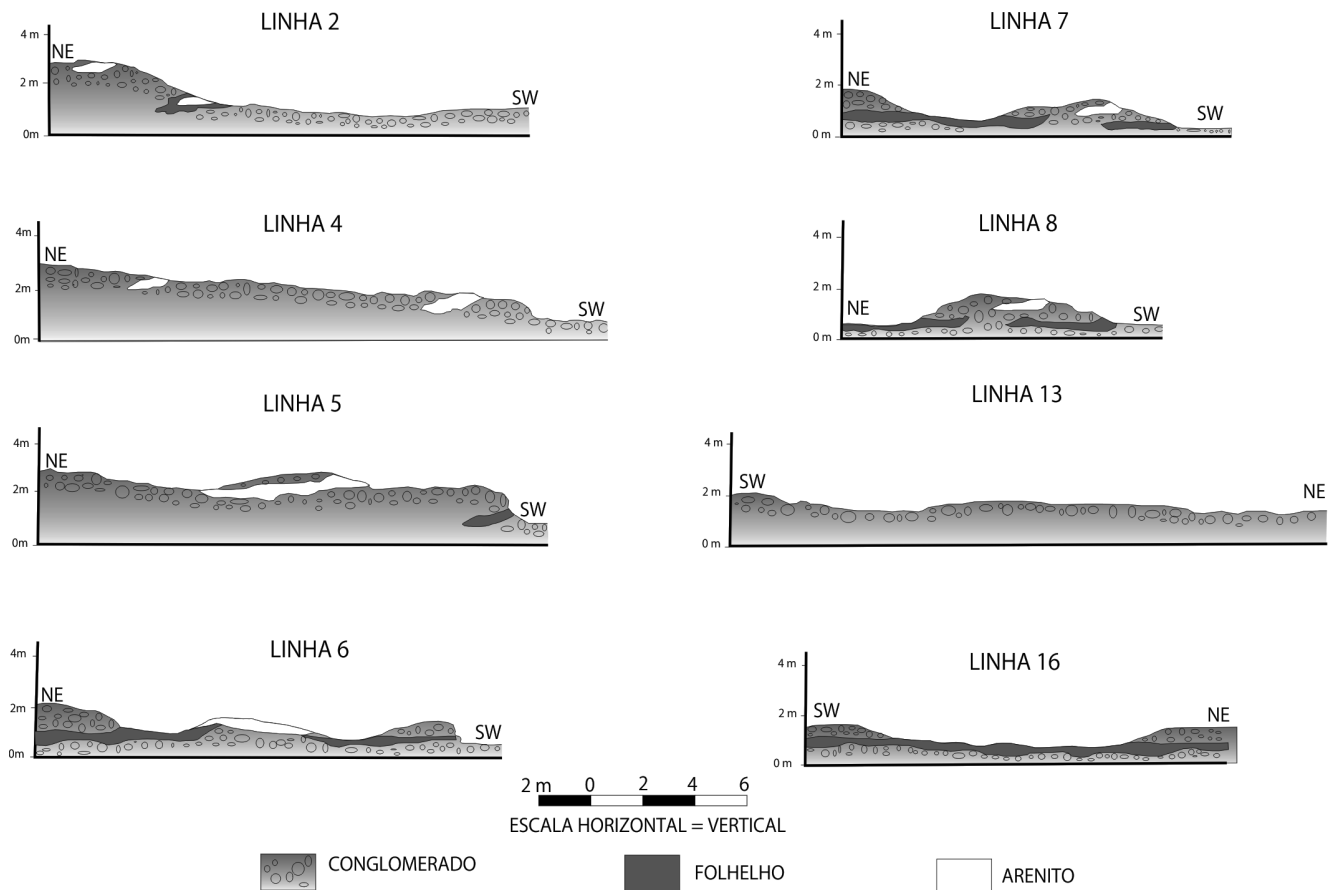 LINHA 2
4 m
NE
2 m
SW
0m
LINHA 7
4 m
NE
2 m
SW
0 m
LINHA 4
4m
NE
2m
SW
0m
LINHA 8
4 m
2 m
NE
SW
0 m
LINHA 5
4m
NE
2m
SW
0m
LINHA 13
4 m
SW
2 m
NE
0 m
LINHA 6
4m
NE
2m
SW
0m
LINHA 16
4 m
SW
NE
2 m
0 m
2 m 0 2 4 6
ESCALA HORIZONTAL = VERTICAL
CONGLOMERADO
FOLHELHO
ARENITO